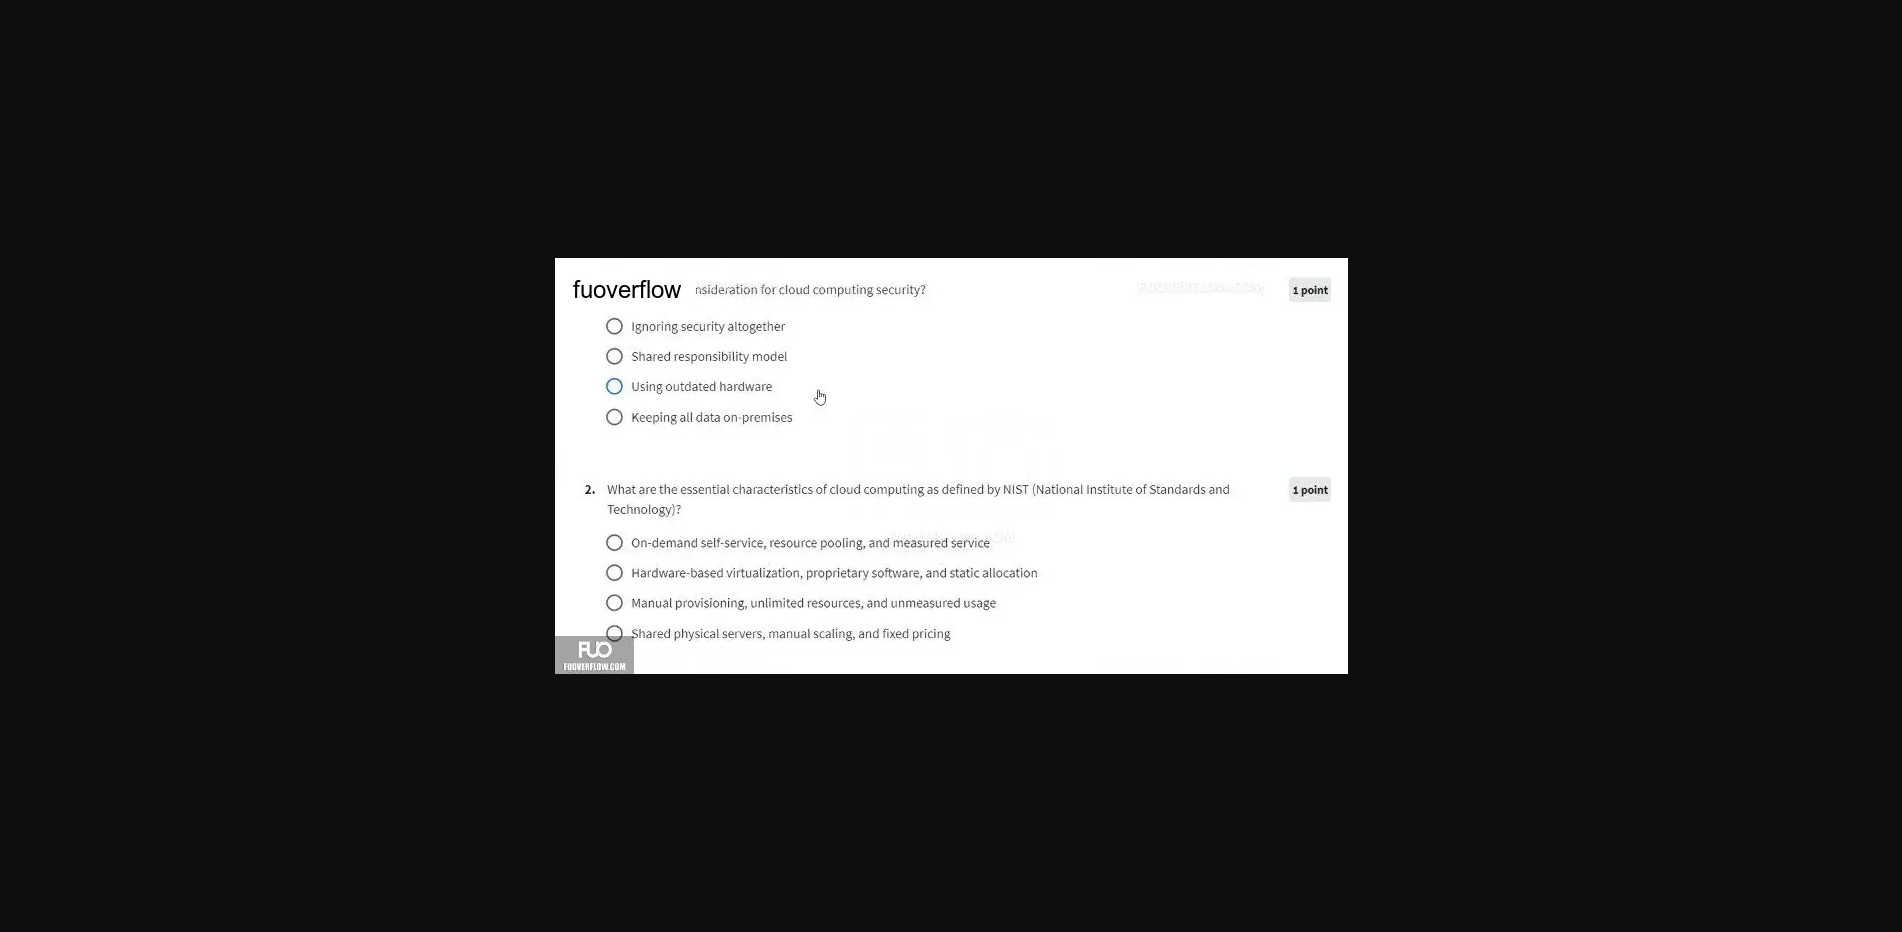 fuoverflow nsideration for cloud computing security?
FUOVERFLOW.COM
1 point
Ignoring security altogether
Shared responsibility model
Using outdated hardware
Keeping all data on-premises
2. What are the essential characteristics of cloud computing as defined by NIST (National Institute of Standards and
Technology)?
1 point
On-demand self-service, resource pooling, and measured service
Hardware-based virtualization, proprietary software, and static allocation
Manual provisioning, unlimited resources, and unmeasured usage
Shared physical servers, manual scaling, and fixed pricing
FUO
FUOVERFLOW.COM